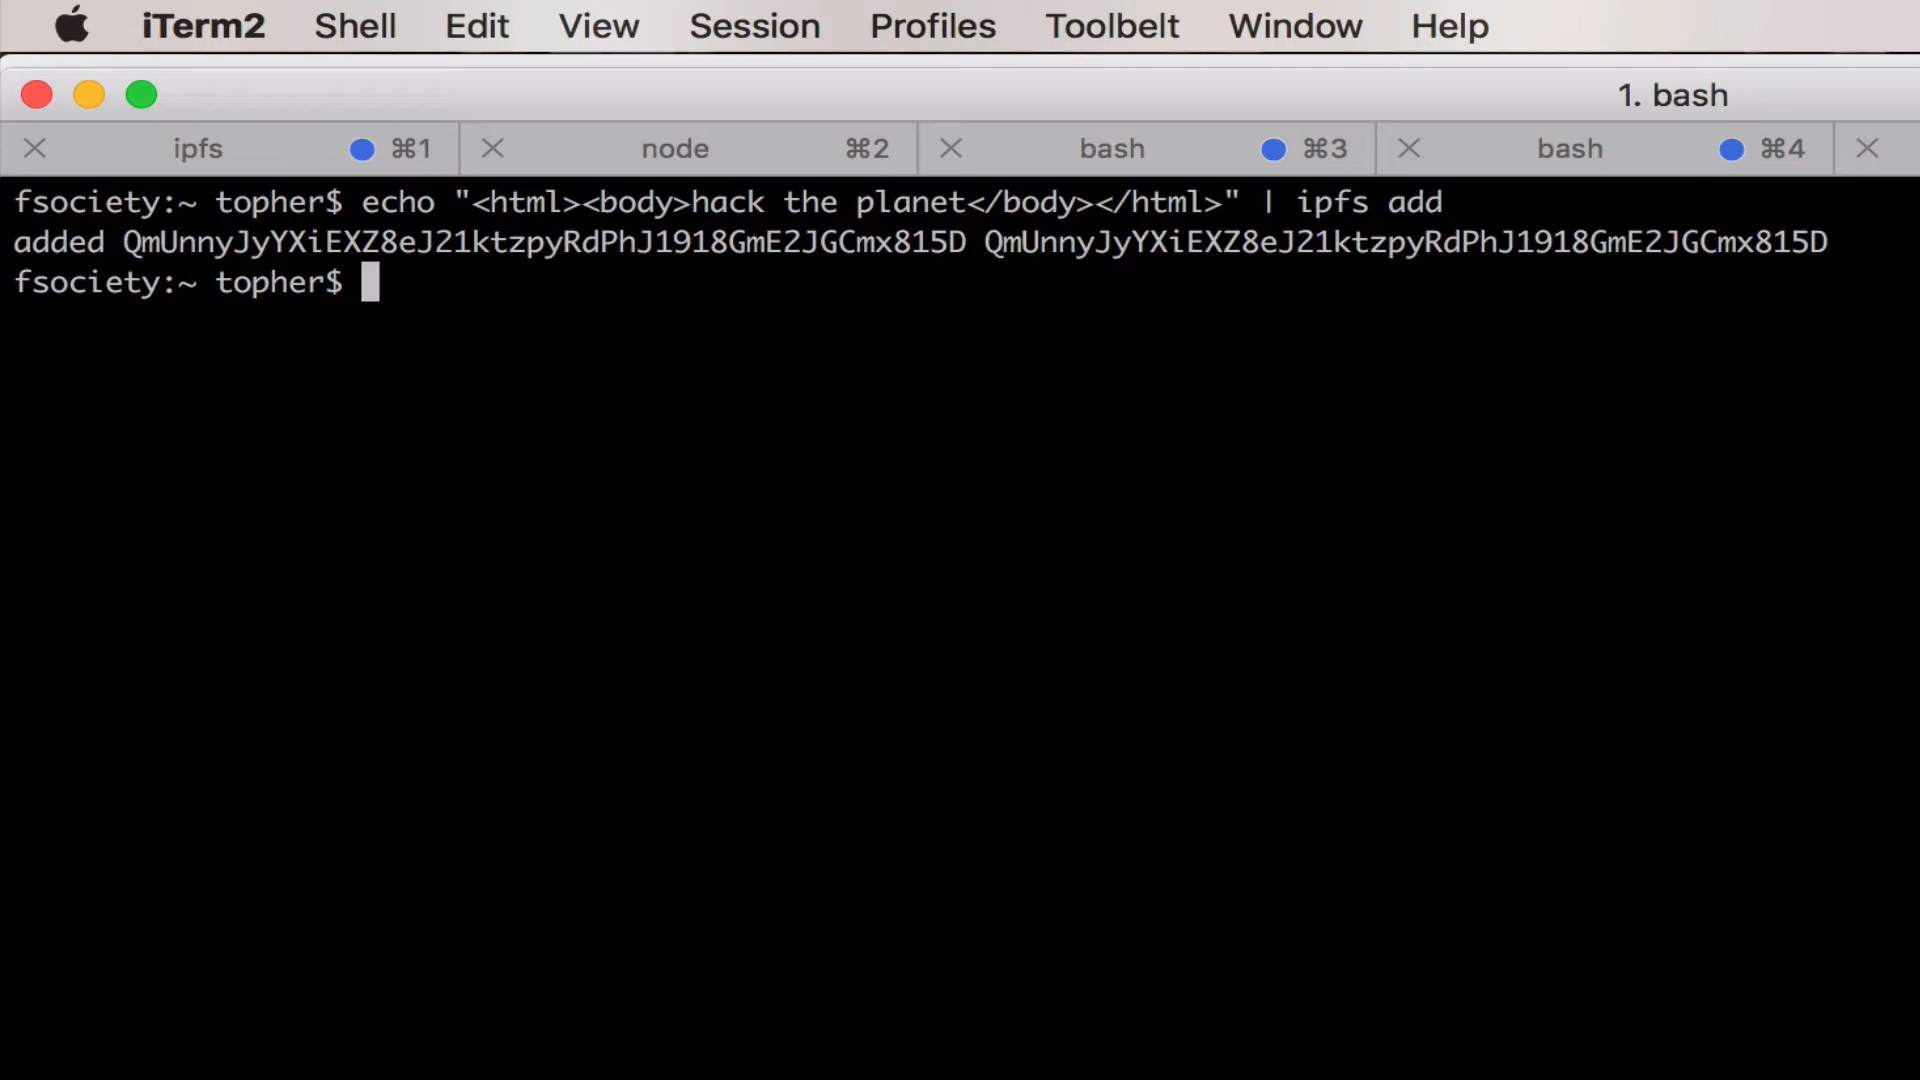 iTerm2 Shell Edit View Session Profiles Toolbelt Window Help
1. bash
ipfs ⌘1 node ⌘2 bash ⌘3 bash ⌘4
fsociety:~ topher$ echo "<html><body>hack the planet</body></html>" | ipfs add
added QmUnnyJyYXiEXZ8eJ21ktzpyRdPhJ1918GmE2JGCmx815D QmUnnyJyYXiEXZ8eJ21ktzpyRdPhJ1918GmE2JGCmx815D
fsociety:~ topher$